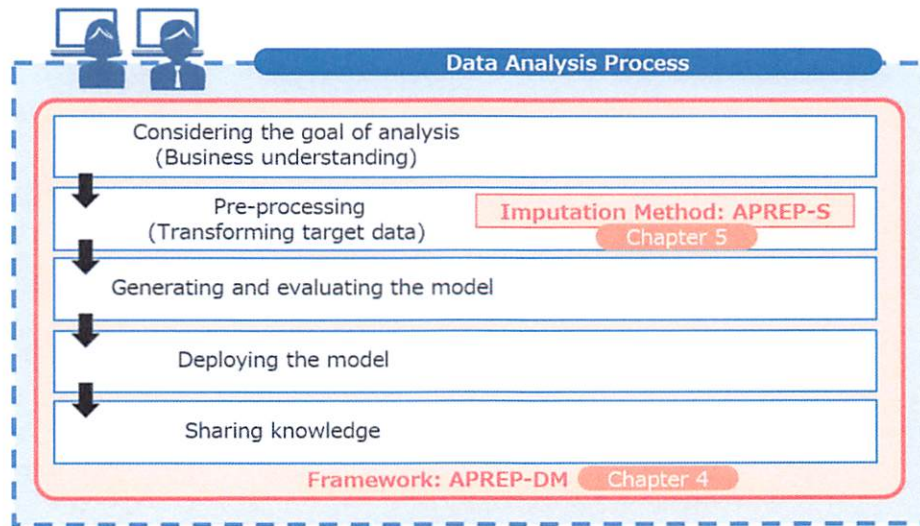 Data Analysis Process
Considering the goal of analysis
(Business understanding)
Pre-processing
(Transforming target data)
Imputation Method: APREP-S
Chapter 5
Generating and evaluating the model
Deploying the model
Sharing knowledge
Framework: APREP-DM Chapter 4